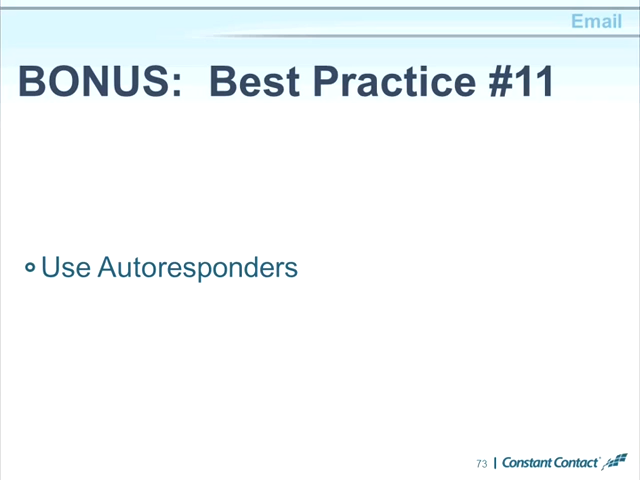 Email
BONUS: Best Practice #11
Use Autoresponders
73 | Constant Contact